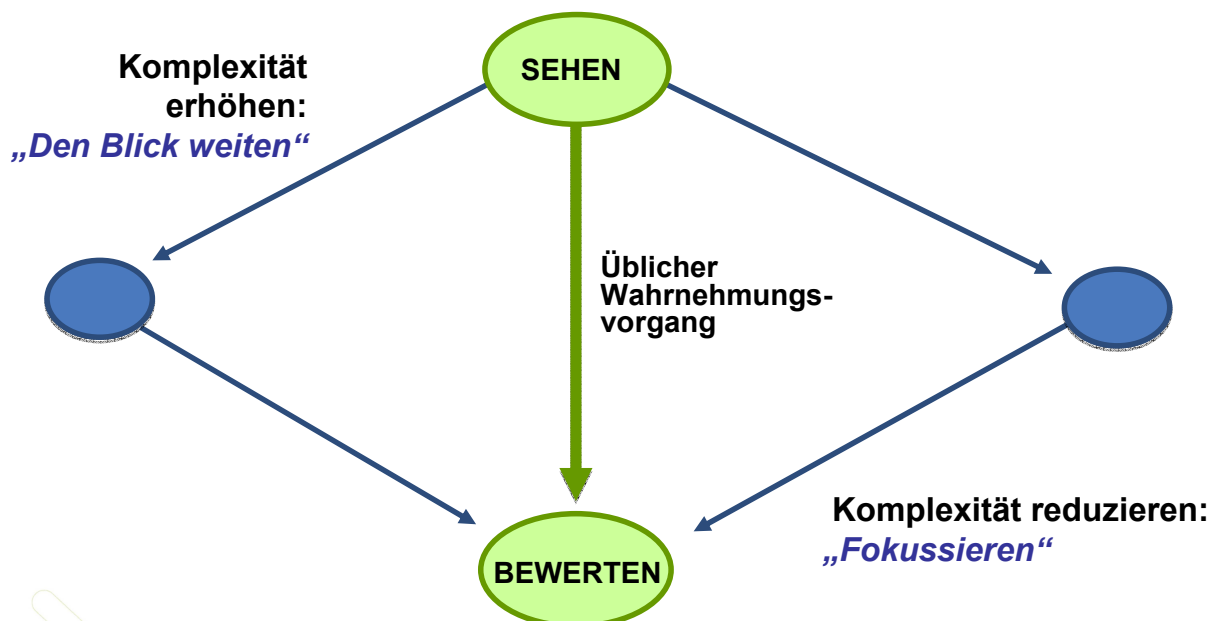 SEHEN
Komplexität
erhöhen:
„Den Blick weiten“
Üblicher
Wahrnehmungs-
vorgang
Komplexität reduzieren:
„Fokussieren“
BEWERTEN